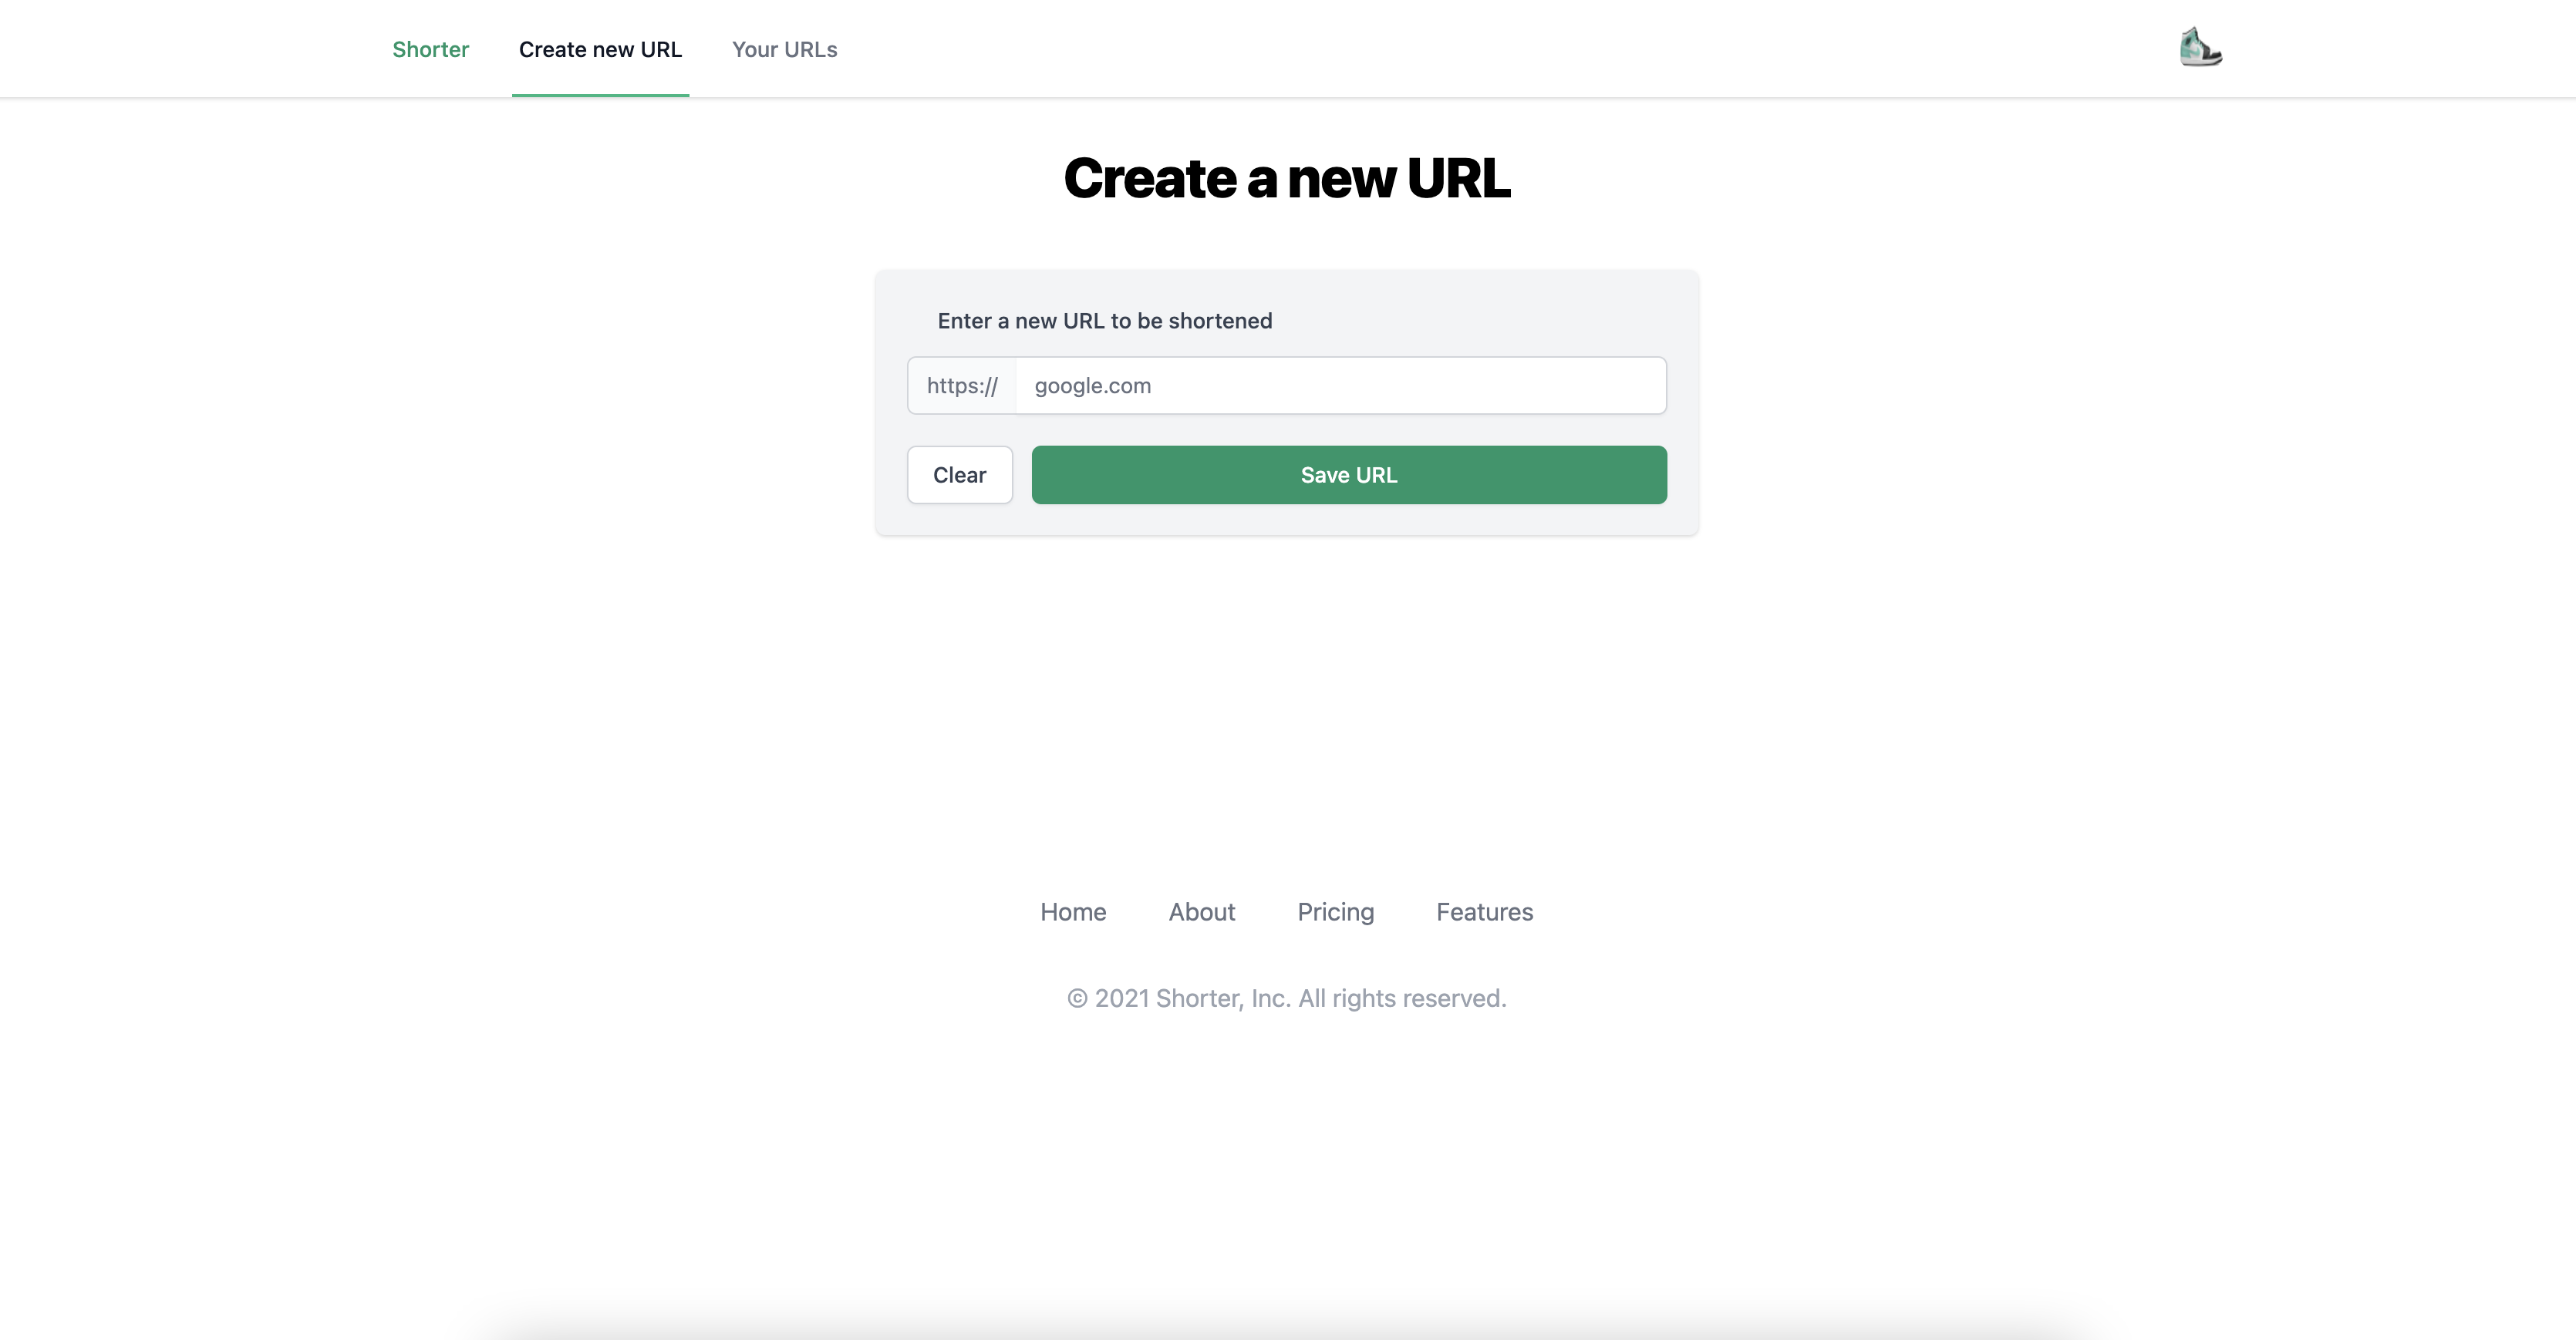 Shorter Create new URL Your URLs
Create a new URL
Enter a new URL to be shortened
https:// google.com
Clear Save URL
Home About Pricing Features
© 2021 Shorter, Inc. All rights reserved.